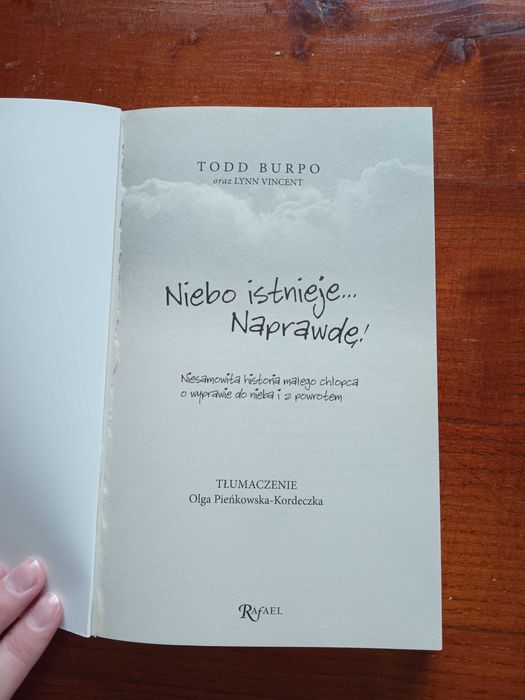 TODD BURPO
oraz LYNN VINCENT
Niebo istnieje...
Naprawdę!
Niesamowita historia małego chłopca
o wyprawie do nieba i z powrotem
TŁUMACZENIE
Olga Pieńkowska-Kordeczka
RAFAEL